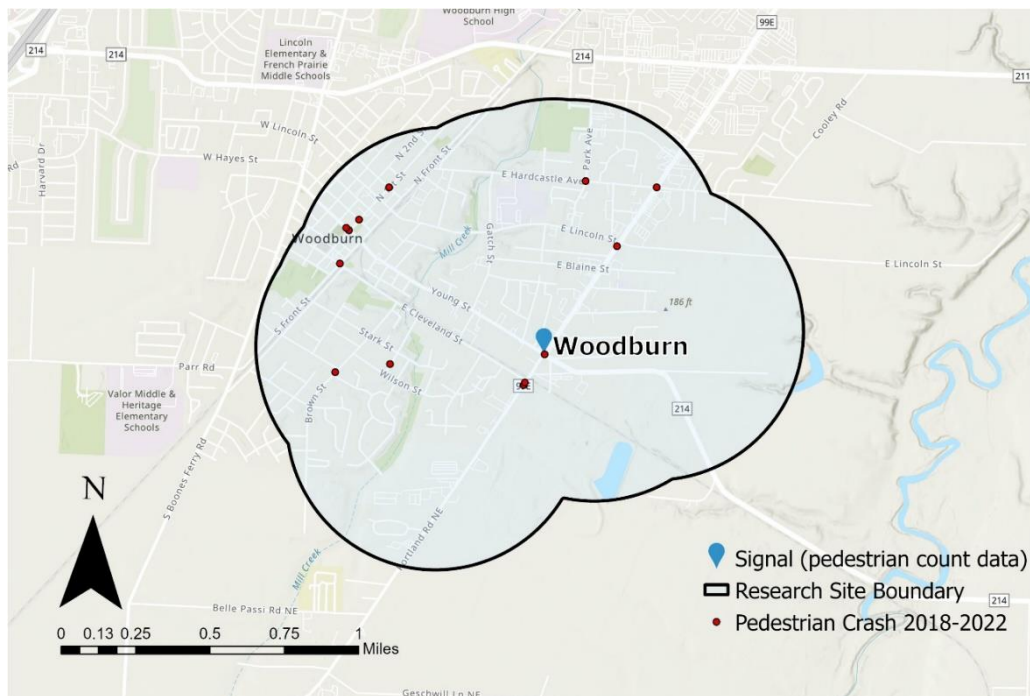 Woodburn High
School
214
214
Lincoln
Elementary &
French Prairie
Middle Schools
99E
214
211
Cooley Rd
W Lincoln St
W Hayes St
Harvard Dr
Rd
N 2nd S
N Front St
N 1st St
Park Ave
E Hardcastle Ave
Mill Creek
Gatch St
E Lincoln St
E Lincoln St
E Blaine St
Woodburn
S Front St
Young St
E Cleveland St
186 ft
Stark St
Wilson St
Woodburn
99E
Parr Rd
Brown St
Valor Middle &
Heritage
Elementary
Schools
214
S Boones Ferry Rd
N
Portland Rd NE
Mill Creek
Signal (pedestrian count data)
Research Site Boundary
214
Pedestrian Crash 2018-2022
Belle Passi Rd NE
0 0.13 0.25 0.5 0.75 1
Miles
Geschwill Ln NE